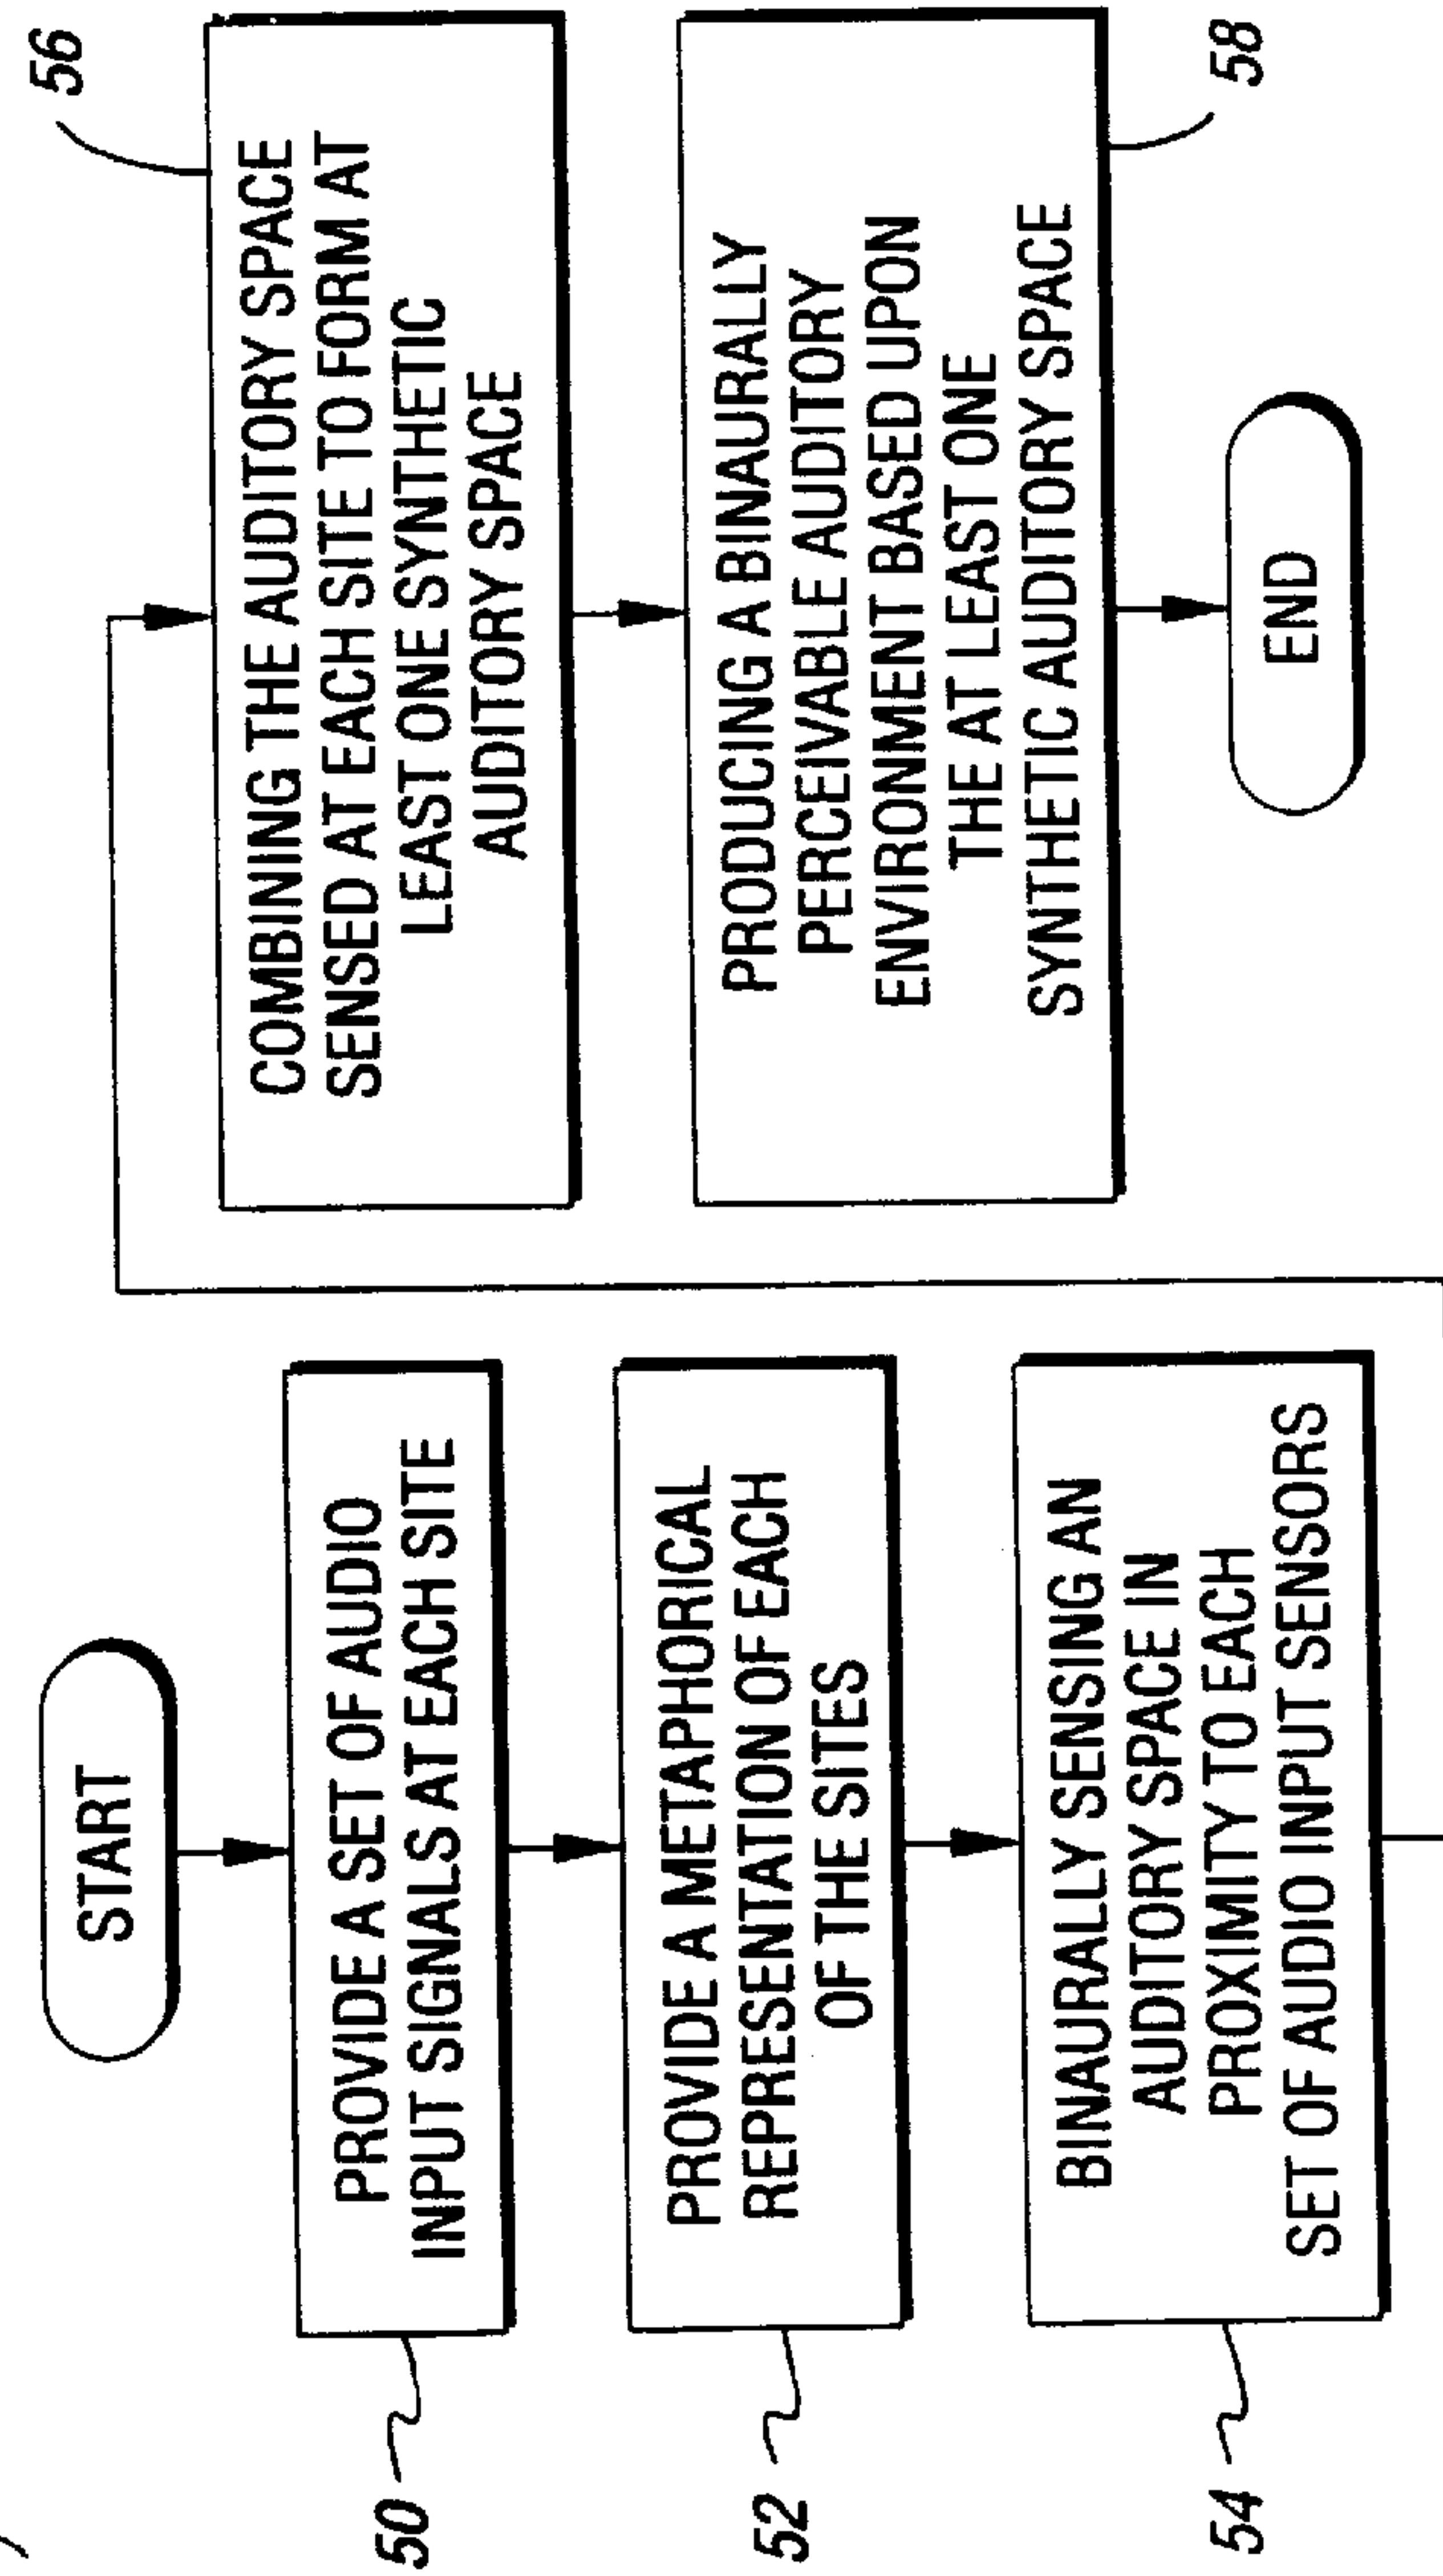 START
PROVIDE A SET OF AUDIO
INPUT SIGNALS AT EACH SITE
50
PROVIDE A METAPHORICAL
REPRESENTATION OF EACH
OF THE SITES
52
BINAURALLY SENSING AN
AUDITORY SPACE IN
PROXIMITY TO EACH
SET OF AUDIO INPUT SENSORS
54
COMBINING THE AUDITORY SPACE
SENSED AT EACH SITE TO FORM AT
LEAST ONE SYNTHETIC
AUDITORY SPACE
56
PRODUCING A BINAURALLY
PERCEIVABLE AUDITORY
ENVIRONMENT BASED UPON
THE AT LEAST ONE
SYNTHETIC AUDITORY SPACE
58
END